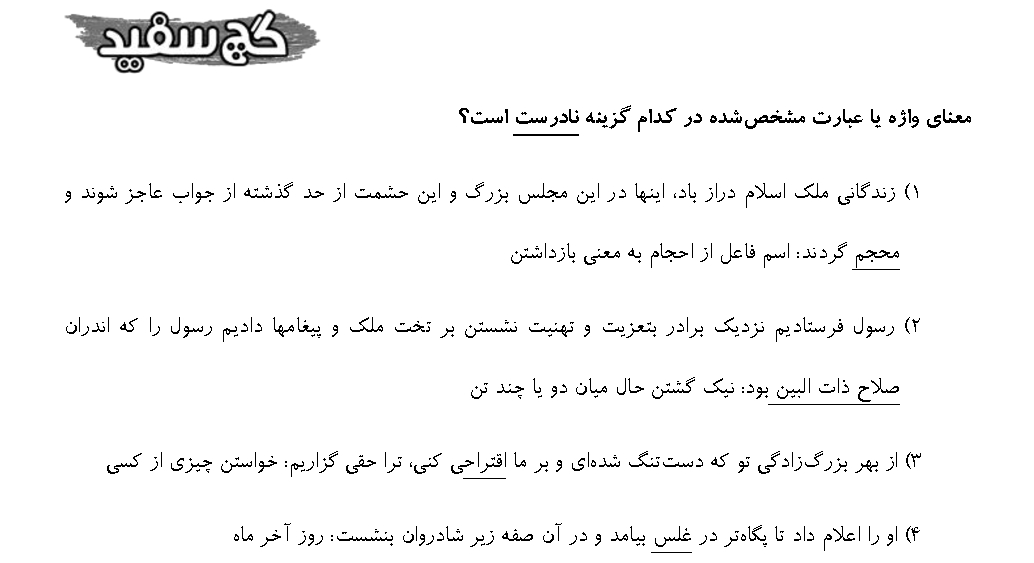 گچ سفید
معنای واژه یا عبارت مشخص‌شده در کدام گزینه نادرست است؟
۱) زندگانی ملک اسلام دراز باد، اینها در این مجلس بزرگ و این حشمت از حد گذشته از جواب عاجز شوند و
محجم گردند: اسم فاعل از احجام به معنی بازداشتن
۲) رسول فرستادیم نزدیک برادر بتعزیت و تهنیت نشستن بر تخت ملک و پیغامها دادیم رسول را که اندران
صلاح ذات البین بود: نیک گشتن حال میان دو یا چند تن
۳) از بهر بزرگ‌زادگی تو که دست‌تنگ شده‌ای و بر ما اقتراحی کنی، ترا حقی گزاریم: خواستن چیزی از کسی
۴) او را اعلام داد تا پگاه‌تر در غلس بیامد و در آن صفه زیر شادروان بنشست: روز آخر ماه